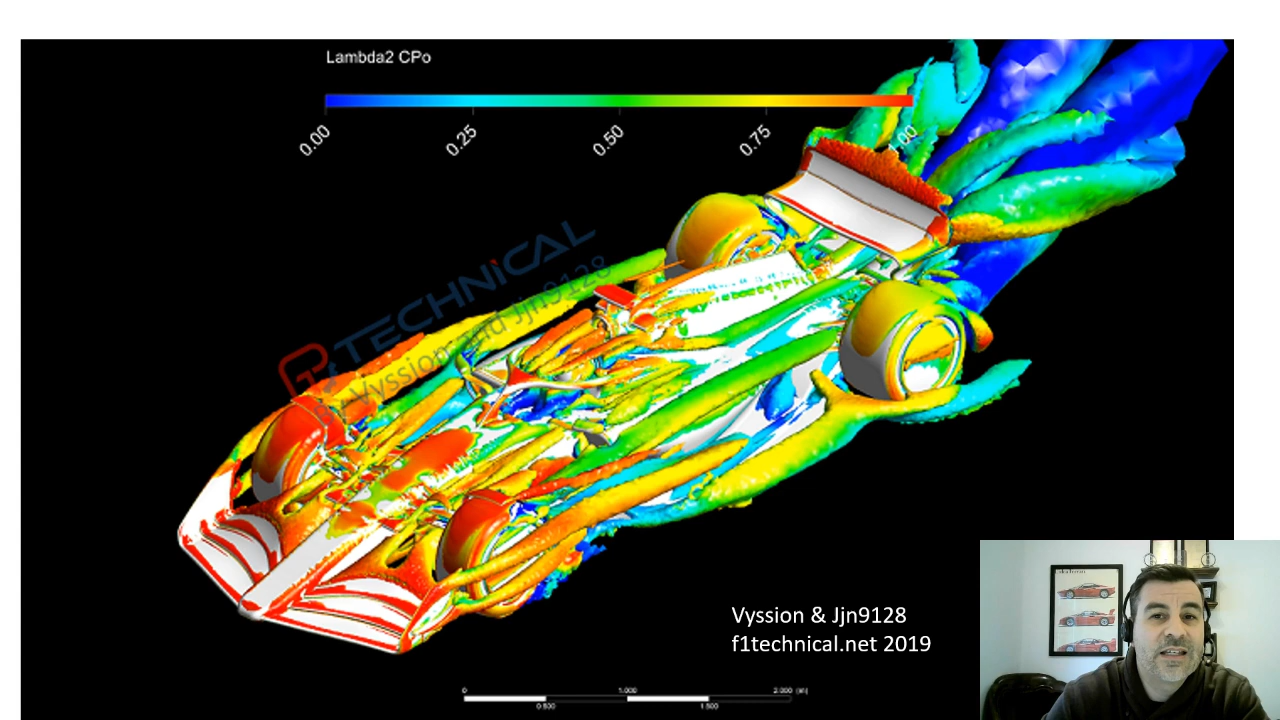 Lambda2 CPo
0.00
0.25
0.50
0.75
1.00
TECHNICAL
by Vyssion and Jjn9128
Vyssion & Jjn9128
f1technical.net 2019
0 1.000 2.000 (m)
0.500 1.500